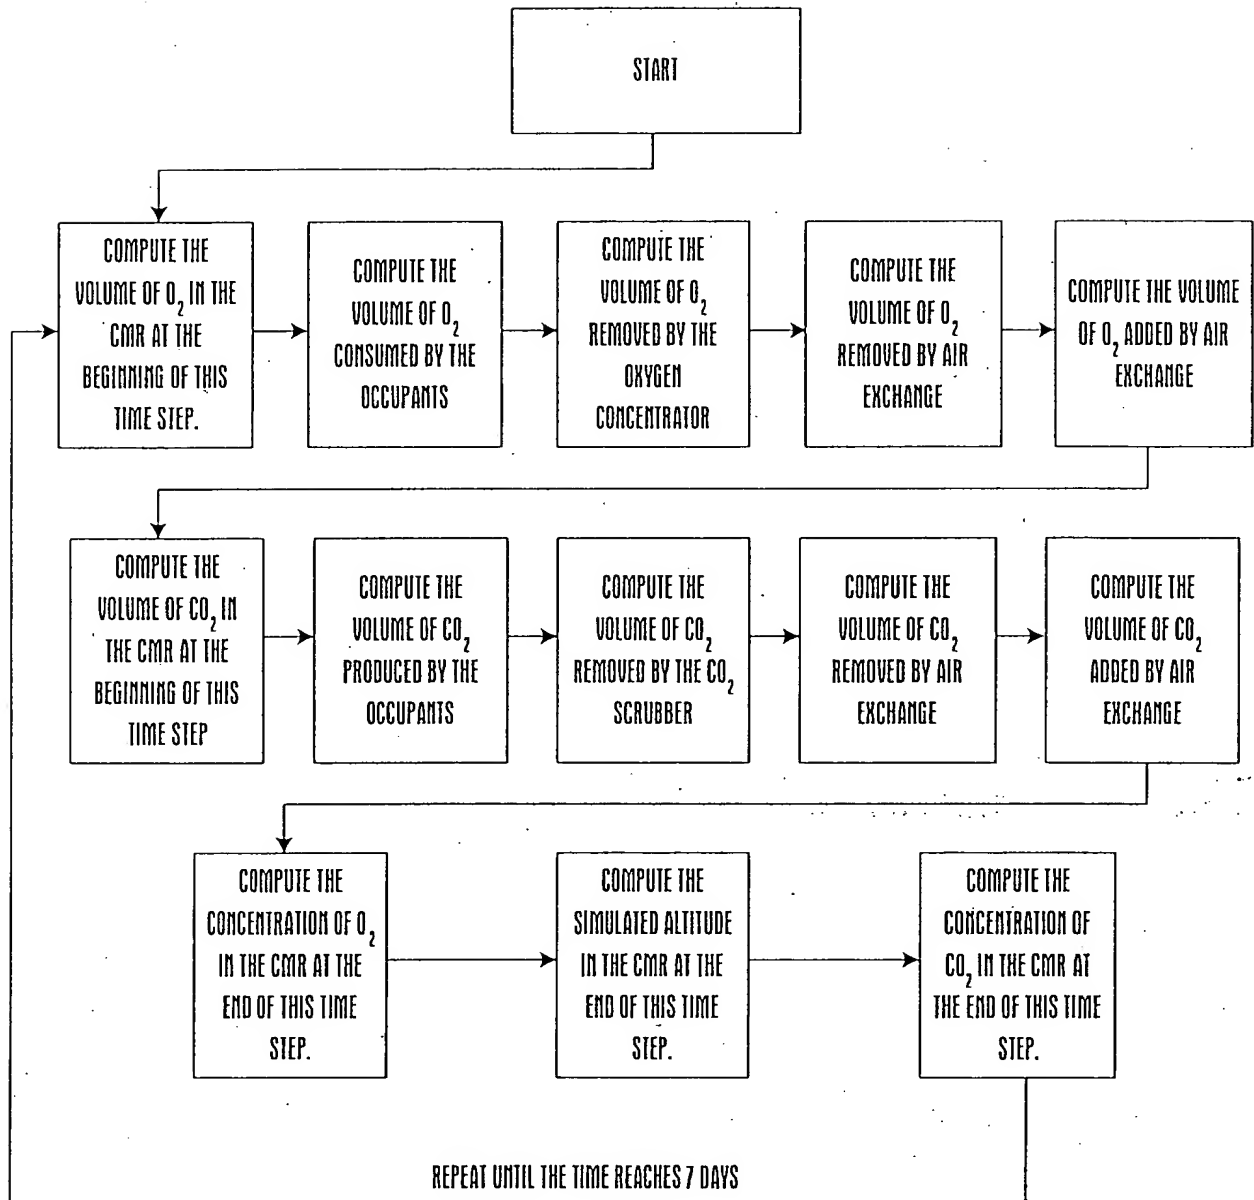 START
COMPUTE THE
VOLUME OF O2 IN THE
CMR AT THE
BEGINNING OF THIS
TIME STEP.
COMPUTE THE
VOLUME OF O2
CONSUMED BY THE
OCCUPANTS
COMPUTE THE
VOLUME OF O2
REMOVED BY THE
OXYGEN
CONCENTRATOR
COMPUTE THE
VOLUME OF O2
REMOVED BY AIR
EXCHANGE
COMPUTE THE VOLUME
OF O2 ADDED BY AIR
EXCHANGE
COMPUTE THE
VOLUME OF CO2 IN
THE CMR AT THE
BEGINNING OF THIS
TIME STEP
COMPUTE THE
VOLUME OF CO2
PRODUCED BY THE
OCCUPANTS
COMPUTE THE
VOLUME OF CO2
REMOVED BY THE CO2
SCRUBBER
COMPUTE THE
VOLUME OF CO2
REMOVED BY AIR
EXCHANGE
COMPUTE THE
VOLUME OF CO2
ADDED BY AIR
EXCHANGE
COMPUTE THE
CONCENTRATION OF O2
IN THE CMR AT THE
END OF THIS TIME
STEP.
COMPUTE THE
SIMULATED ALTITUDE
IN THE CMR AT THE
END OF THIS TIME
STEP.
COMPUTE THE
CONCENTRATION OF
CO2 IN THE CMR AT
THE END OF THIS TIME
STEP.
REPEAT UNTIL THE TIME REACHES 7 DAYS